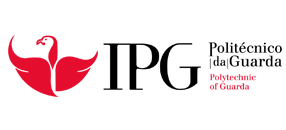 IPG
Politécnico
|da|Guarda
Polytechnic
of Guarda